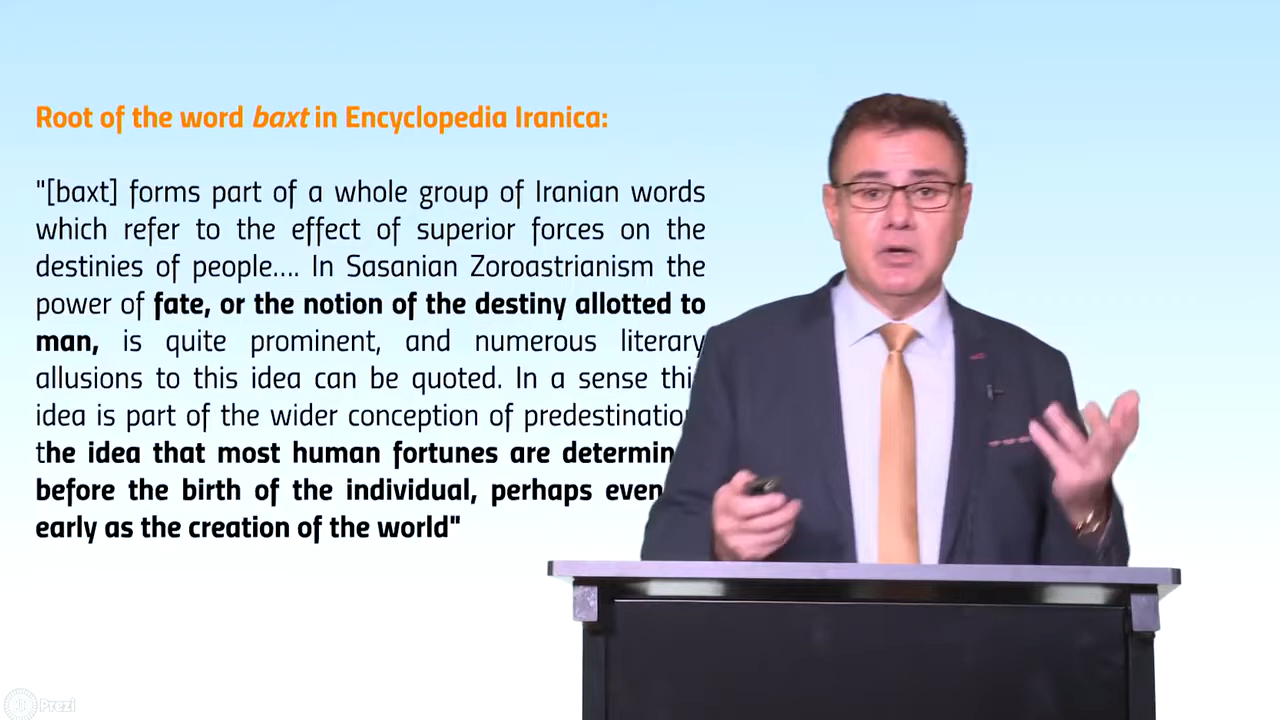 Root of the word baxt in Encyclopedia Iranica:
"[baxt] forms part of a whole group of Iranian words
which refer to the effect of superior forces on the
destinies of people.... In Sasanian Zoroastrianism the
power of fate, or the notion of the destiny allotted to
man, is quite prominent, and numerous literary
allusions to this idea can be quoted. In a sense thi
idea is part of the wider conception of predestinatio
the idea that most human fortunes are determin
before the birth of the individual, perhaps even
early as the creation of the world"
Prezi